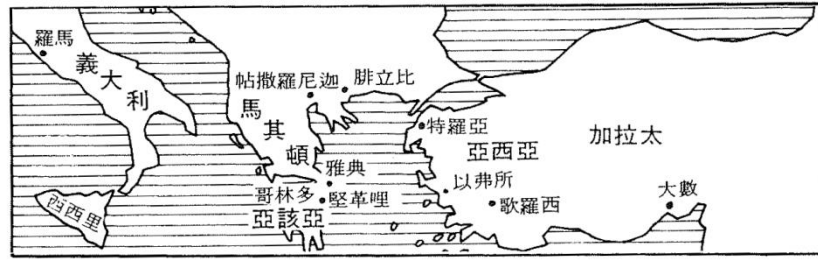 羅馬
義大利
西西里
帖撒羅尼迦
腓立比
馬其頓
雅典
哥林多
堅革哩
亞該亞
特羅亞
亞西亞
加拉太
以弗所
歌羅西
大數